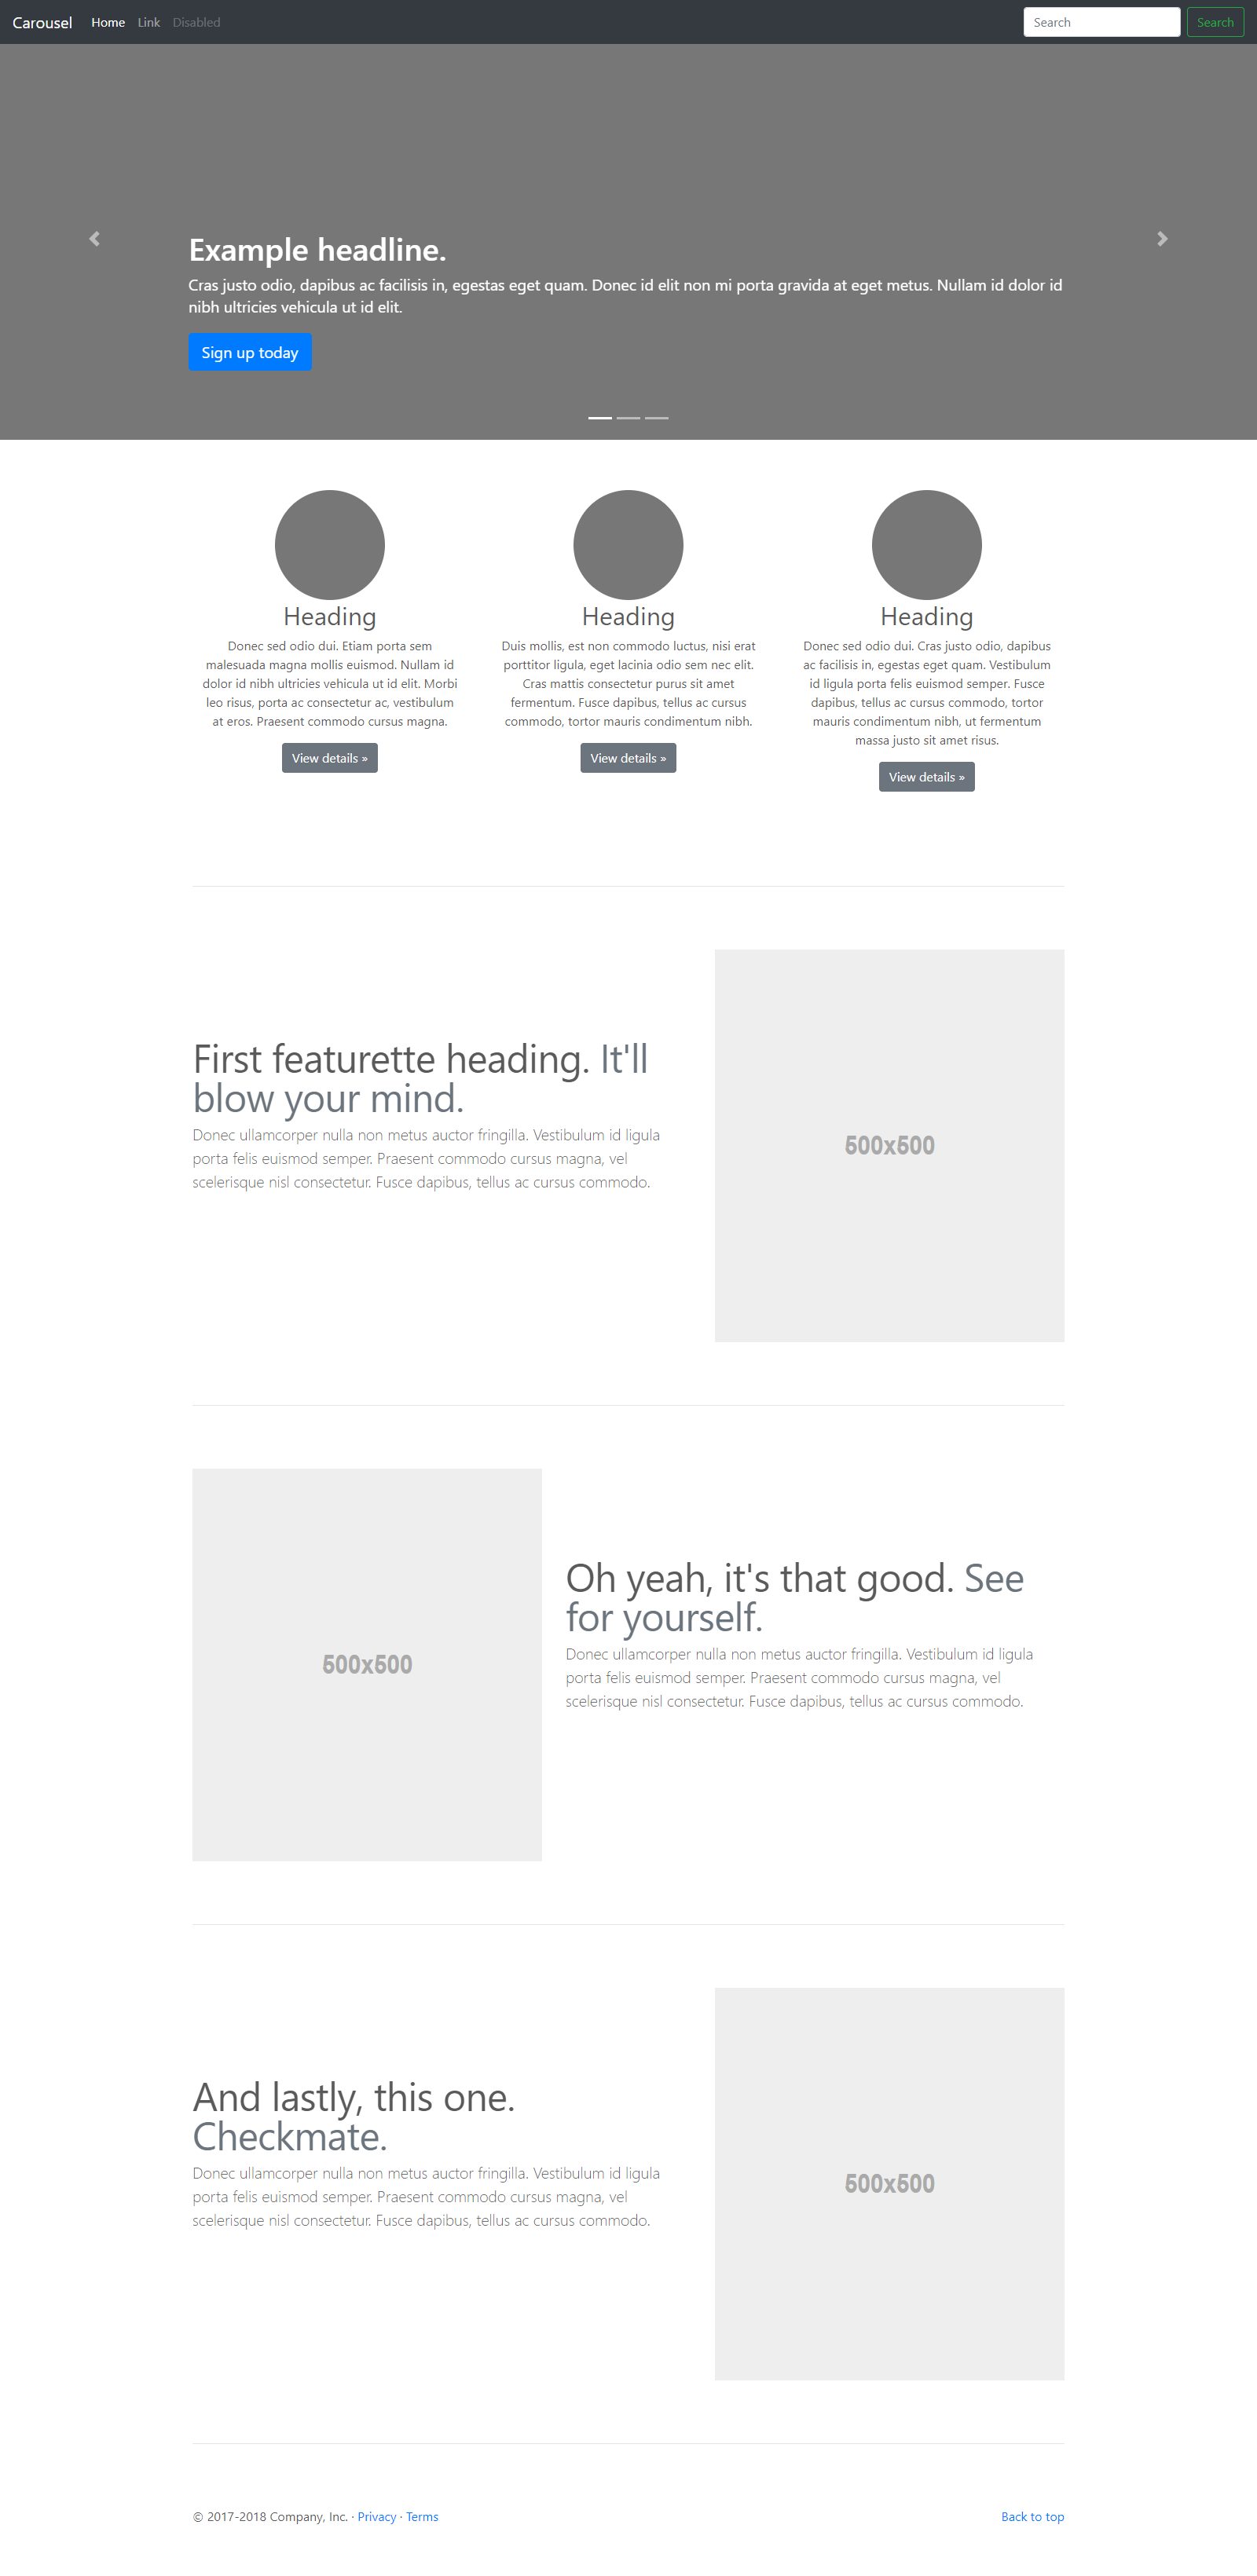 Carousel Home Link Disabled Search Search
Example headline.
Cras justo odio, dapibus ac facilisis in, egestas eget quam. Donec id elit non mi porta gravida at eget metus. Nullam id dolor id
nibh ultricies vehicula ut id elit.
Sign up today
Heading
Donec sed odio dui. Etiam porta sem
malesuada magna mollis euismod. Nullam id
dolor id nibh ultricies vehicula ut id elit. Morbi
leo risus, porta ac consectetur ac, vestibulum
at eros. Praesent commodo cursus magna.
View details »
Heading
Duis mollis, est non commodo luctus, nisi erat
porttitor ligula, eget lacinia odio sem nec elit.
Cras mattis consectetur purus sit amet
fermentum. Fusce dapibus, tellus ac cursus
commodo, tortor mauris condimentum nibh.
View details »
Heading
Donec sed odio dui. Cras justo odio, dapibus
ac facilisis in, egestas eget quam. Vestibulum
id ligula porta felis euismod semper. Fusce
dapibus, tellus ac cursus commodo, tortor
mauris condimentum nibh, ut fermentum
massa justo sit amet risus.
View details »
First featurette heading. It'll
blow your mind.
Donec ullamcorper nulla non metus auctor fringilla. Vestibulum id ligula
porta felis euismod semper. Praesent commodo cursus magna, vel
scelerisque nisl consectetur. Fusce dapibus, tellus ac cursus commodo.
500x500
500x500
Oh yeah, it's that good. See
for yourself.
Donec ullamcorper nulla non metus auctor fringilla. Vestibulum id ligula
porta felis euismod semper. Praesent commodo cursus magna, vel
scelerisque nisl consectetur. Fusce dapibus, tellus ac cursus commodo.
And lastly, this one.
Checkmate.
Donec ullamcorper nulla non metus auctor fringilla. Vestibulum id ligula
porta felis euismod semper. Praesent commodo cursus magna, vel
scelerisque nisl consectetur. Fusce dapibus, tellus ac cursus commodo.
500x500
© 2017-2018 Company, Inc. · Privacy · Terms
Back to top